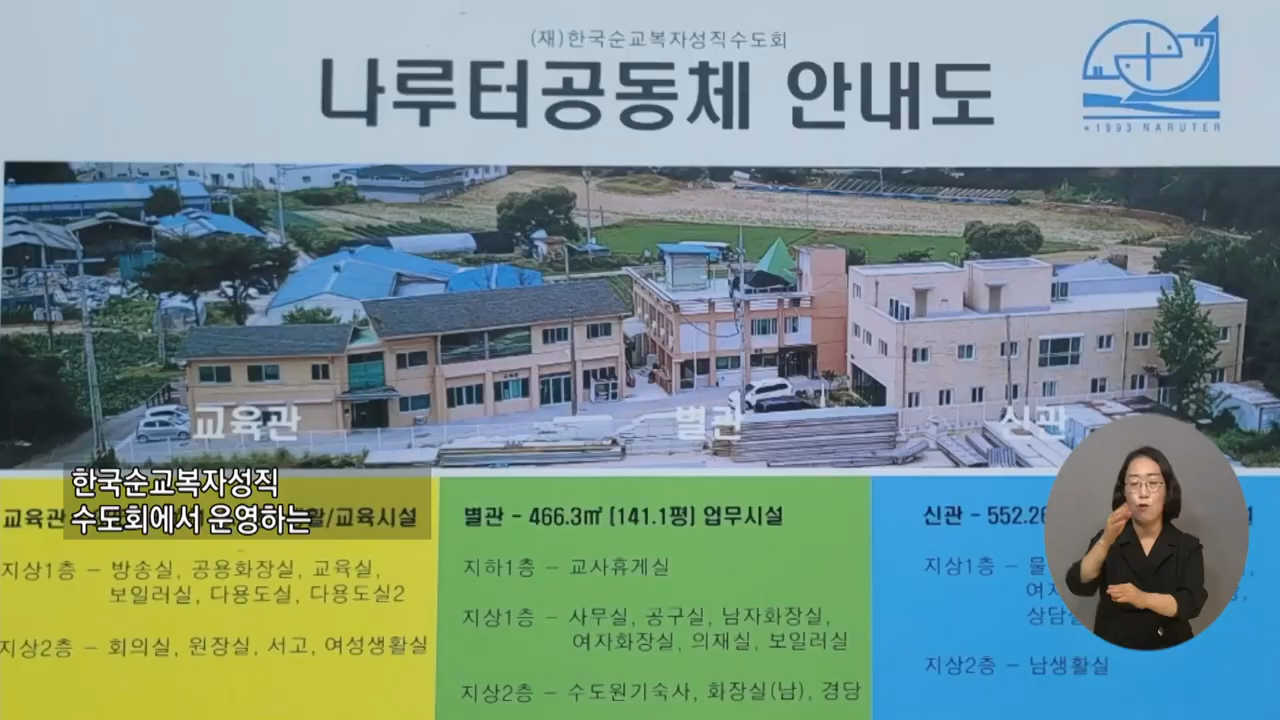 (재)한국순교복자성직수도회
나루터공동체 안내도
*1993 NARUTER
교육관
별관
신관
한국순교복자성직
수도회에서 운영하는
교육관
활/교육시설
지상1층 - 방송실, 공용화장실, 교육실,
보일러실, 다용도실, 다용도실2
지상2층 - 회의실, 원장실, 서고, 여성생활실
별관 - 466.3㎡ (141.1평) 업무시설
지하1층 - 교사휴게실
지상1층 - 사무실, 공구실, 남자화장실,
여자화장실, 의재실, 보일러실
지상2층 - 수도원기숙사, 화장실(남), 경당
신관 - 552.26
지상1층 - 물
여자
상담
지상2층 - 남생활실